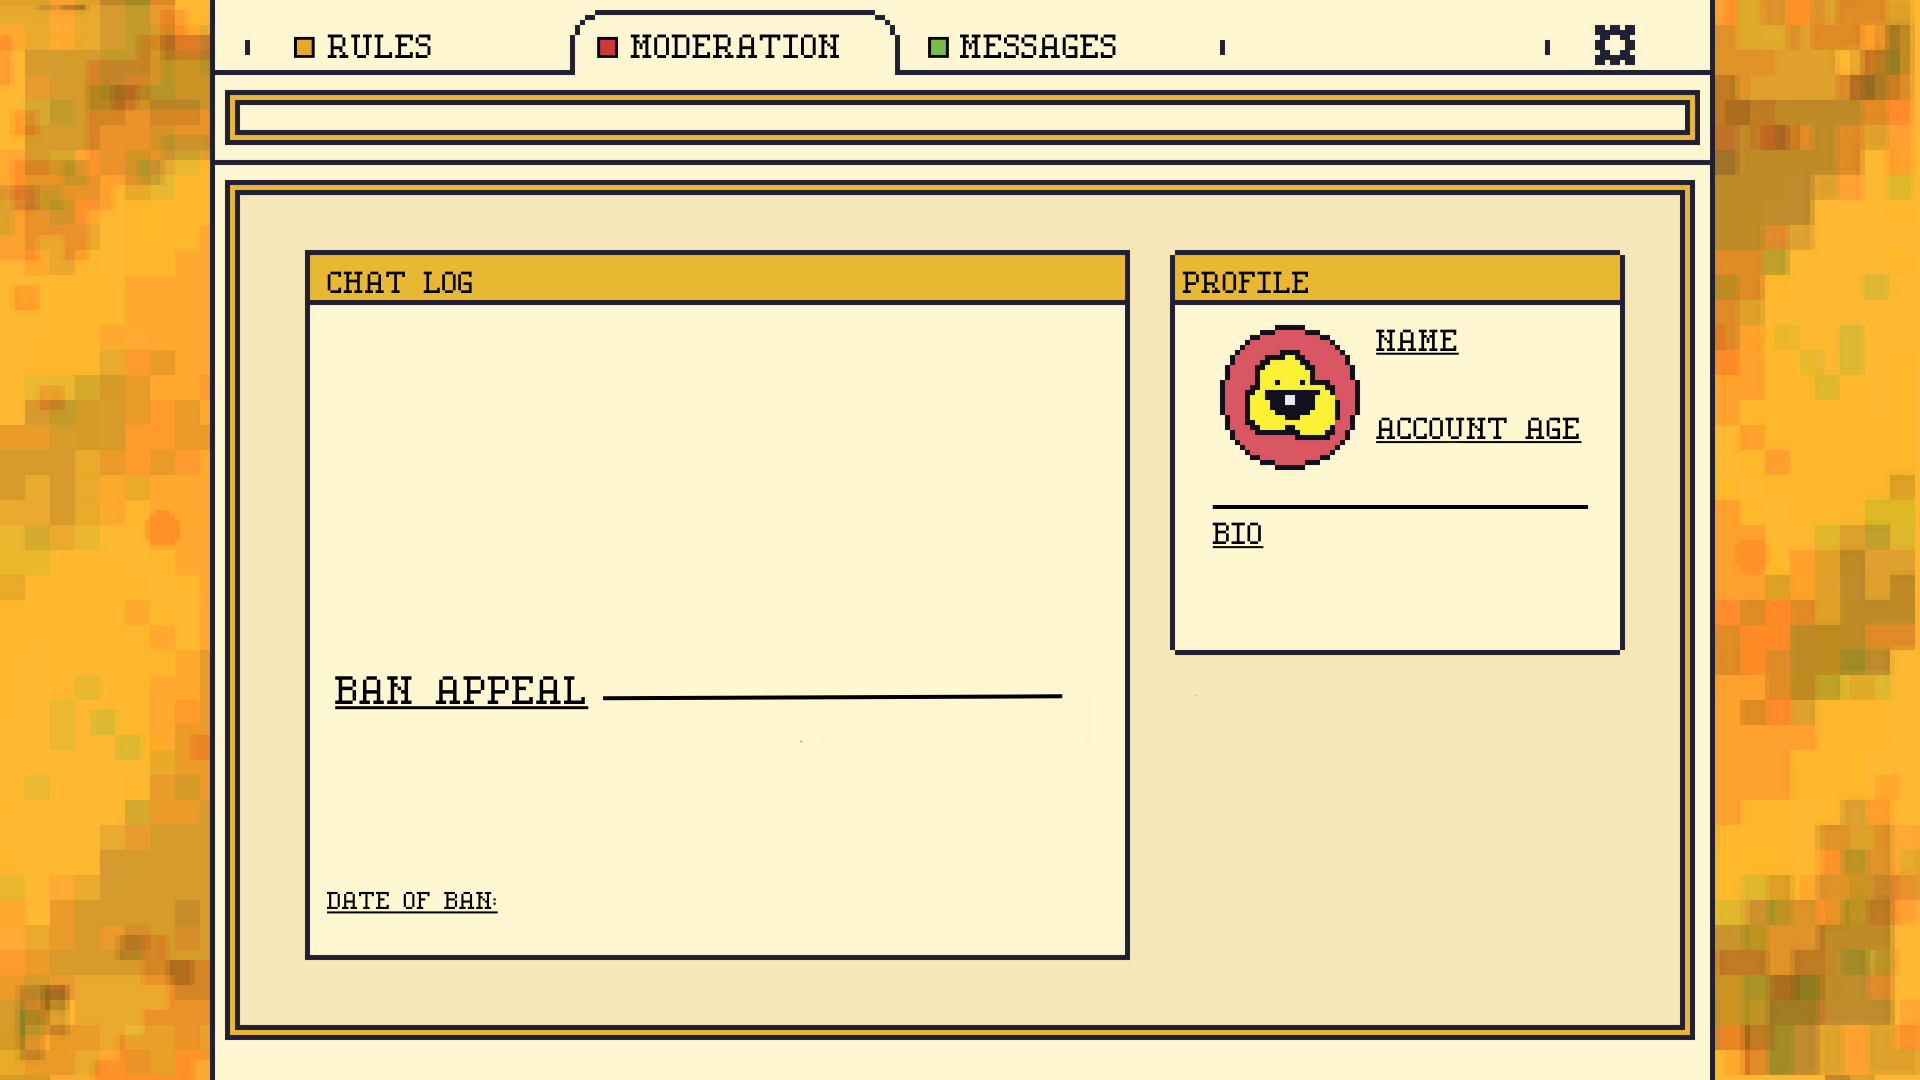 RULES
MODERATION
MESSAGES
CHAT LOG
BAN APPEAL
DATE OF BAN:
PROFILE
NAME
ACCOUNT AGE
BIO